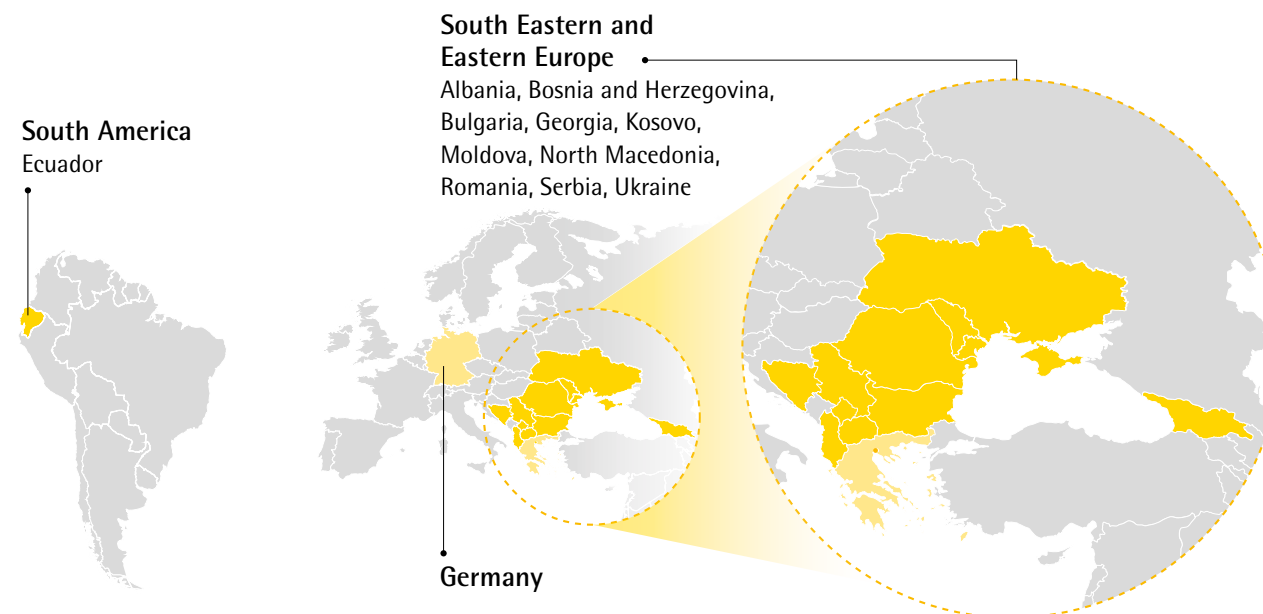 South America
Ecuador
South Eastern and
Eastern Europe
Albania, Bosnia and Herzegovina,
Bulgaria, Georgia, Kosovo,
Moldova, North Macedonia,
Romania, Serbia, Ukraine
Germany